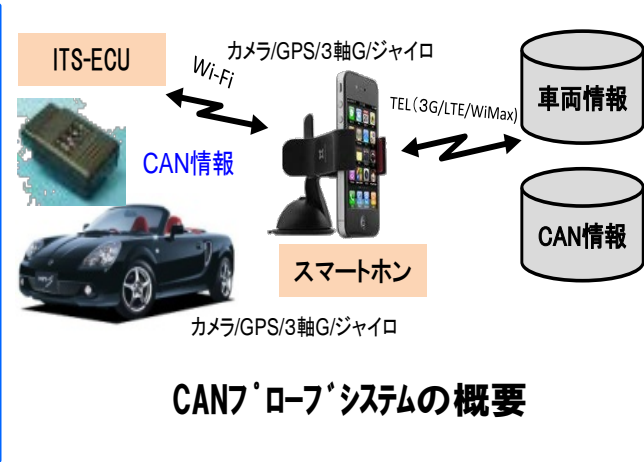 ITS-ECU
Wi-Fi
カメラ/GPS/3軸G/ジャイロ
TEL（3G/LTE/WiMax)
車両情報
CAN情報
CAN情報
スマートホン
カメラ/GPS/3軸G/ジャイロ
CANﾌﾟﾛｰﾌﾞｼｽﾃﾑの概要